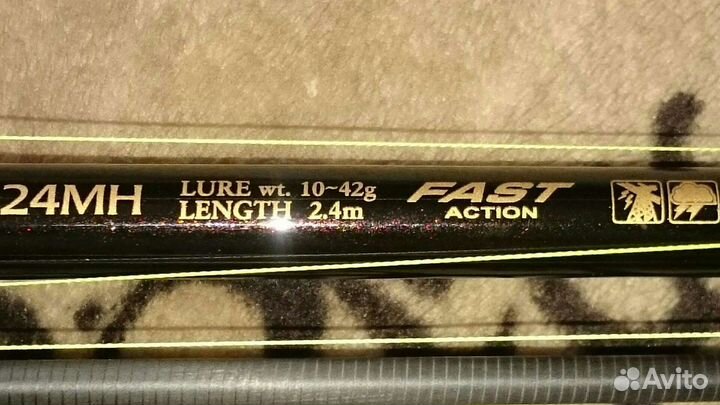 24MH
LURE wt. 10~42g
LENGTH 2.4m
FAST
ACTION
Avito